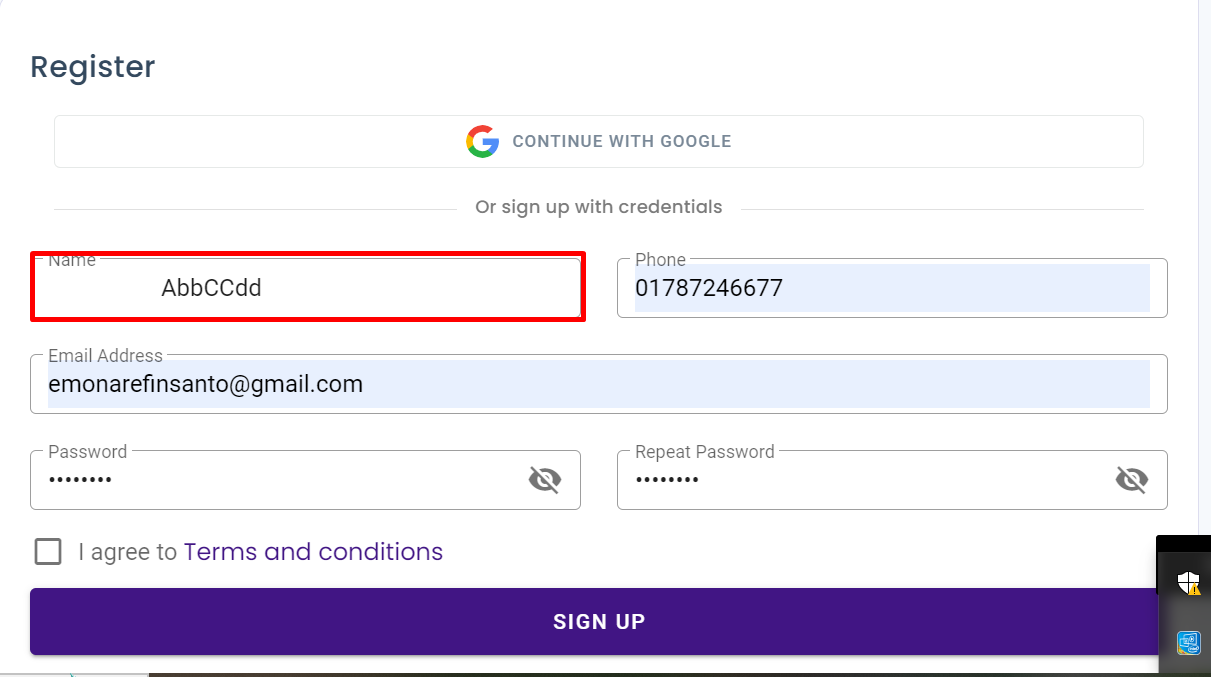 Register
CONTINUE WITH GOOGLE
Or sign up with credentials
Name
AbbCCdd
Phone
01787246677
Email Address
emonarefinsanto@gmail.com
Password
••••••••
Repeat Password
••••••••
I agree to Terms and conditions
SIGN UP